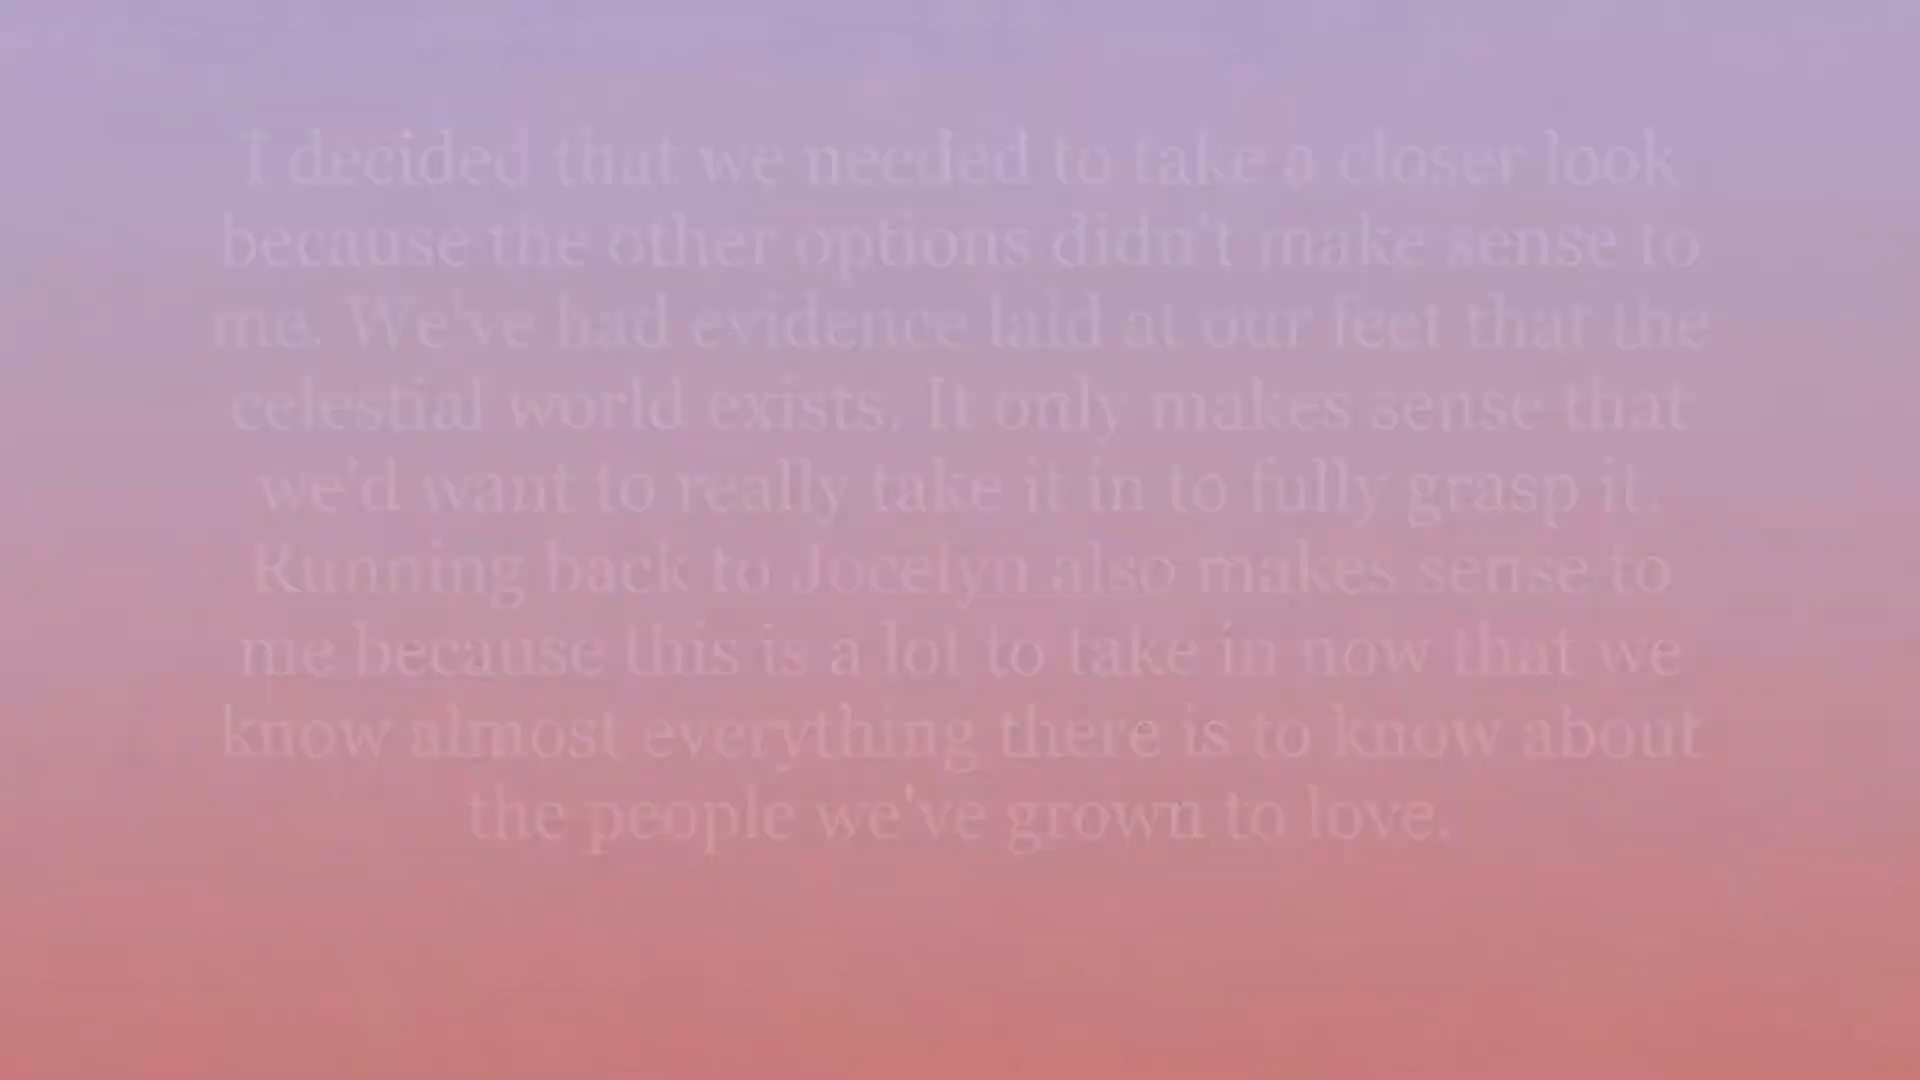 I decided that we needed to take a closer look
because the other options didn't make sense to
me. We've had evidence laid at our feet that the
celestial world exists. It only makes sense that
we'd want to really take it in to fully grasp it.
Running back to Jocelyn also makes sense to
me because this is a lot to take in now that we
know almost everything there is to know about
the people we've grown to love.